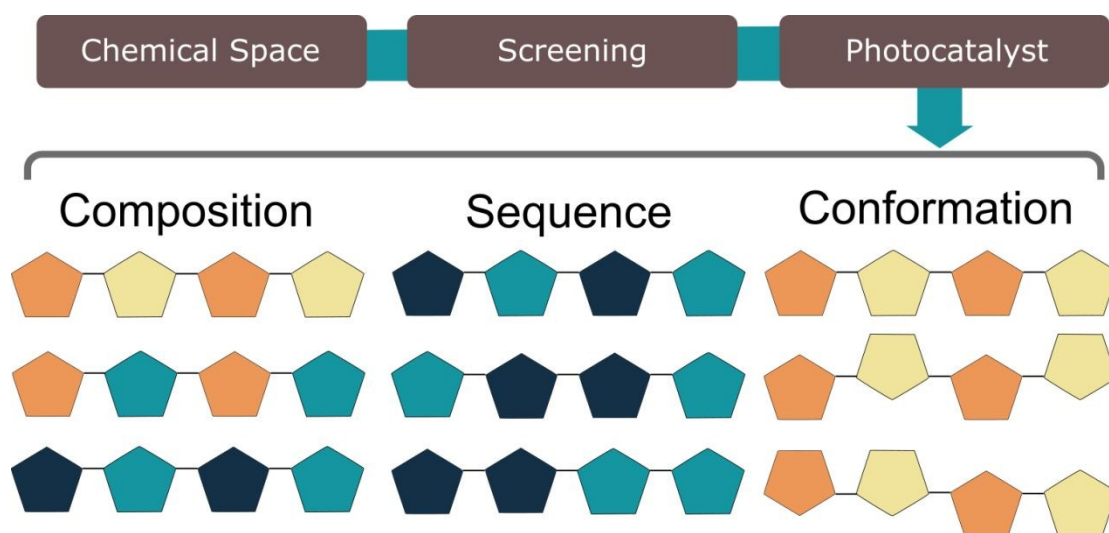 Chemical Space Screening Photocatalyst
Composition Sequence Conformation